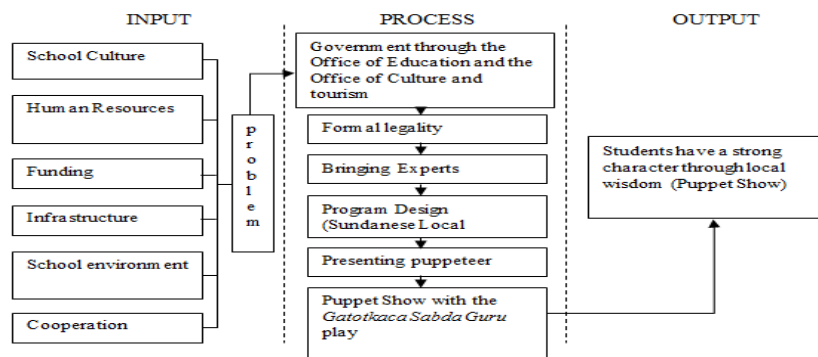 INPUT
PROCESS
OUTPUT
School Culture
Human Resources
Funding
Infrastructure
School environment
Cooperation
problem
Government through the
Office of Education and the
Office of Culture and
tourism
Formal legality
Bringing Experts
Program Design
(Sundanese Local
Presenting puppeteer
Puppet Show with the
Gatotkaca Sabda Guru
play
Students have a strong
character through local
wisdom (Puppet Show)